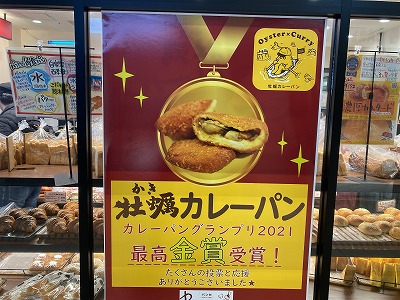 Oyster×Curry
牡蠣カレーパン
かき
牡蠣カレーパン
カレーパングランプリ2021
最高金賞受賞!
たくさんの投票と応援
ありがとうございました★
水